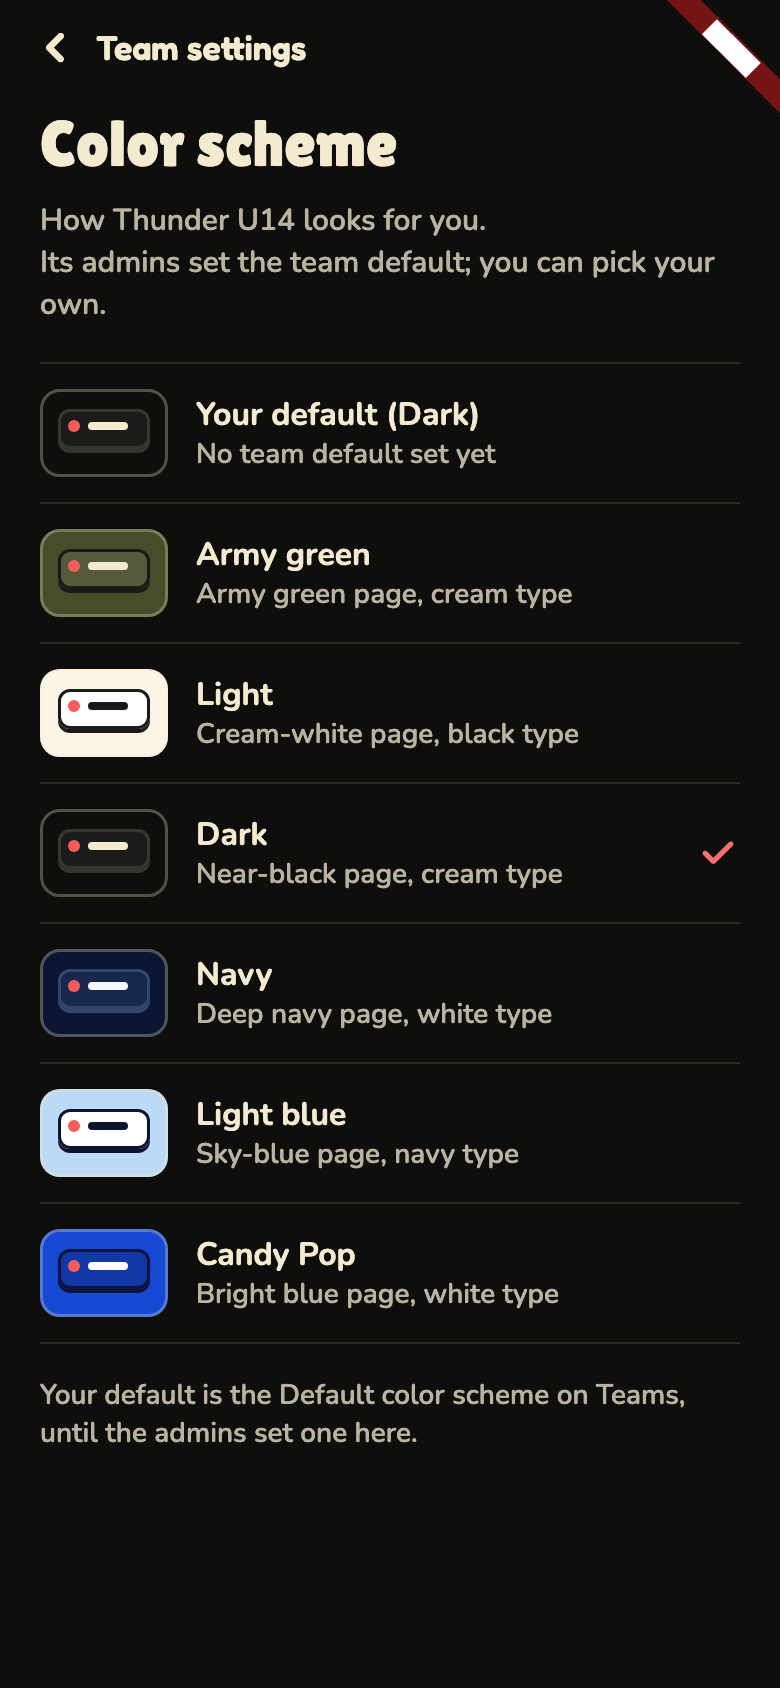 Team settings
Color scheme
How Thunder U14 looks for you.
Its admins set the team default; you can pick your
own.
Your default (Dark)
No team default set yet
Army green
Army green page, cream type
Light
Cream-white page, black type
Dark
Near-black page, cream type
Navy
Deep navy page, white type
Light blue
Sky-blue page, navy type
Candy Pop
Bright blue page, white type
Your default is the Default color scheme on Teams,
until the admins set one here.